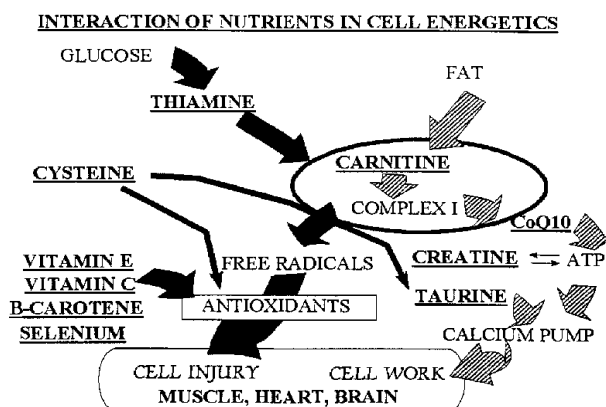 INTERACTION OF NUTRIENTS IN CELL ENERGETICS
GLUCOSE
FAT
THIAMINE
CARNITINE
CYSTEINE
COMPLEX I
CoQ10
VITAMIN E
FREE RADICALS
CREATINE
ATP
VITAMIN C
B-CAROTENE
ANTIOXIDANTS
TAURINE
SELENIUM
CALCIUM PUMP
CELL INJURY
CELL WORK
MUSCLE, HEART, BRAIN